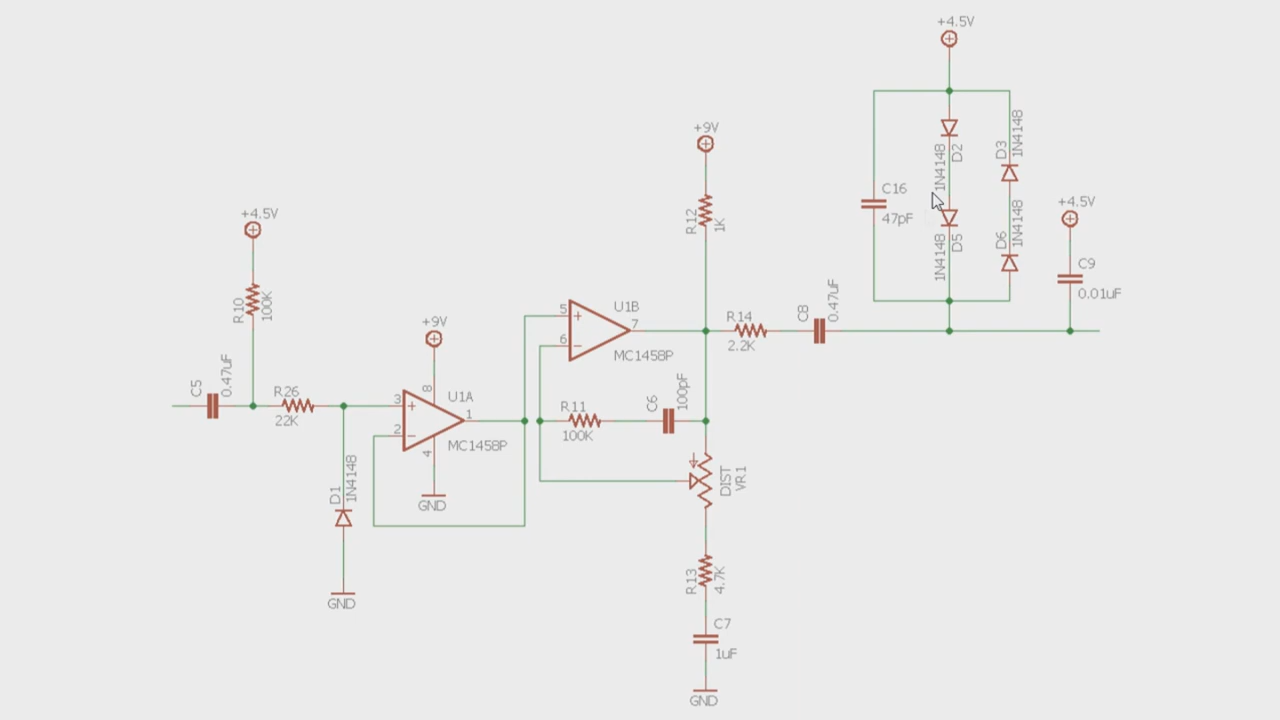 +4.5V
+9V
D2
1N4148
D3
1N4148
C16
47pF
+4.5V
R12
1K
+4.5V
D5
1N4148
D6
1N4148
C9
0.01uF
R10
100K
U1B
5
6
7
MC1458P
R14
2.2K
C8
0.47uF
+9V
C5
0.47uF
R26
22K
8
U1A
3
2
1
4
MC1458P
GND
R11
100K
C6
100pF
D1
1N4148
GND
DIST
VR1
R13
4.7K
C7
1uF
GND